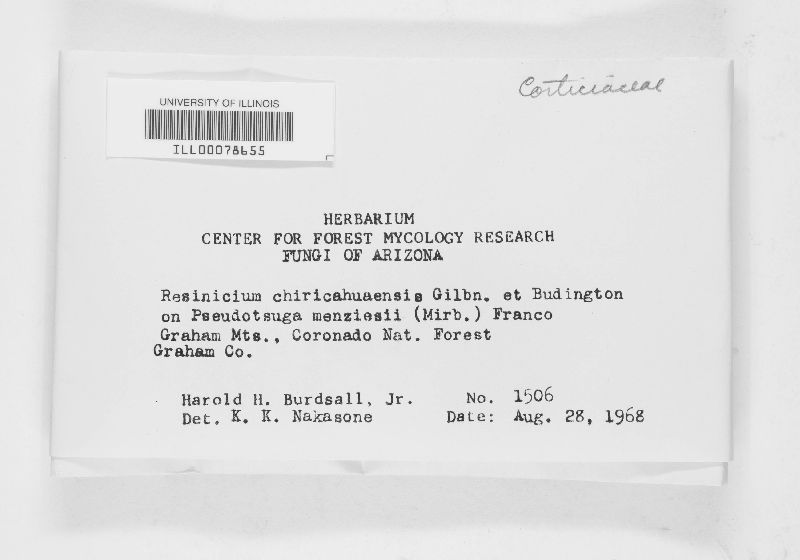 Corticiaceae
UNIVERSITY OF ILLINOIS
ILL00078655
HERBARIUM
CENTER FOR FOREST MYCOLOGY RESEARCH
FUNGI OF ARIZONA
Resinicium chiricahuaensis Gilbn. et Budington
on Pseudotsuga menziesii (Mirb.) Franco
Graham Mts., Coronado Nat. Forest
Graham Co.
Harold H. Burdsall, Jr. No. 1506
Det. K. K. Nakasone Date: Aug. 28, 1968